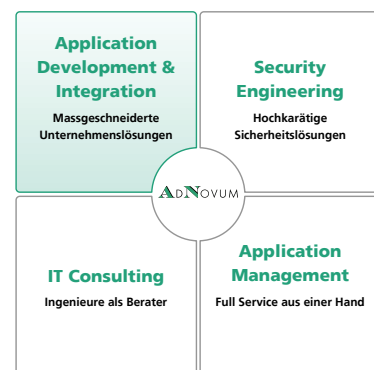 Application
Development &
Integration
Massgeschneiderte
Unternehmenslösungen
Security
Engineering
Hochkarätige
Sicherheitslösungen
ADNOVUM
IT Consulting
Ingenieure als Berater
Application
Management
Full Service aus einer Hand